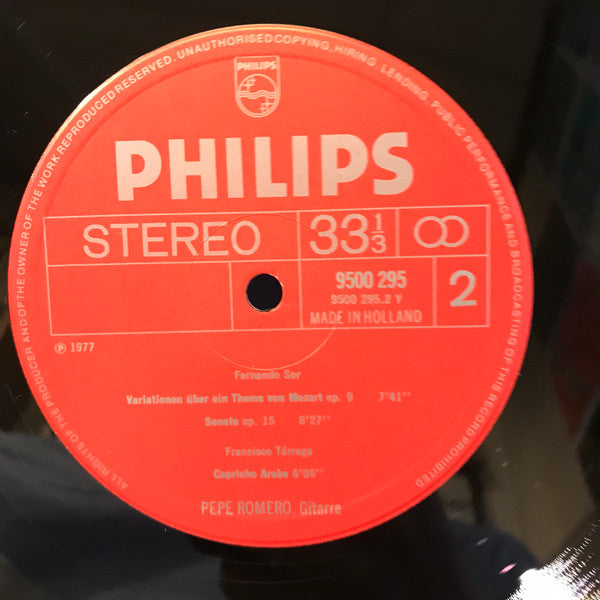 ALL RIGHTS OF THE PRODUCER AND OF THE OWNER OF THE WORK REPRODUCED RESERVED. UNAUTHORISED COPYING, HIRING, LENDING, PUBLIC PERFORMANCE AND BROADCASTING OF THIS RECORD PROHIBITED
PHILIPS
PHILIPS
STEREO
33 1/3
9500 295
9500 295.2 Y
MADE IN HOLLAND
2
℗ 1977
Fernando Sor
Variationen über ein Thema von Mozart op. 9 7'41''
Sonate op. 15 8'27''
Francisco Tárrega
Capricho Arabe 6'06''
PEPE ROMERO, Gitarre